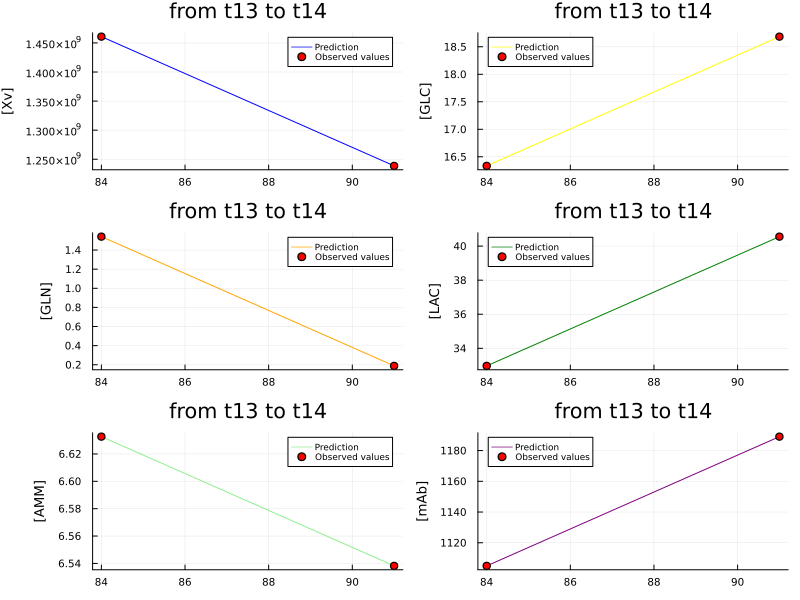 from t13 to t14
[Xv]
1.450×10⁹
1.400×10⁹
1.350×10⁹
1.300×10⁹
1.250×10⁹
Prediction
Observed values
84 86 88 90
from t13 to t14
[GLC]
18.5
18.0
17.5
17.0
16.5
Prediction
Observed values
84 86 88 90
from t13 to t14
[GLN]
1.4
1.2
1.0
0.8
0.6
0.4
0.2
Prediction
Observed values
84 86 88 90
from t13 to t14
[LAC]
40
38
36
34
Prediction
Observed values
84 86 88 90
from t13 to t14
[AMM]
6.62
6.60
6.58
6.56
6.54
Prediction
Observed values
84 86 88 90
from t13 to t14
[mAb]
1180
1160
1140
1120
Prediction
Observed values
84 86 88 90